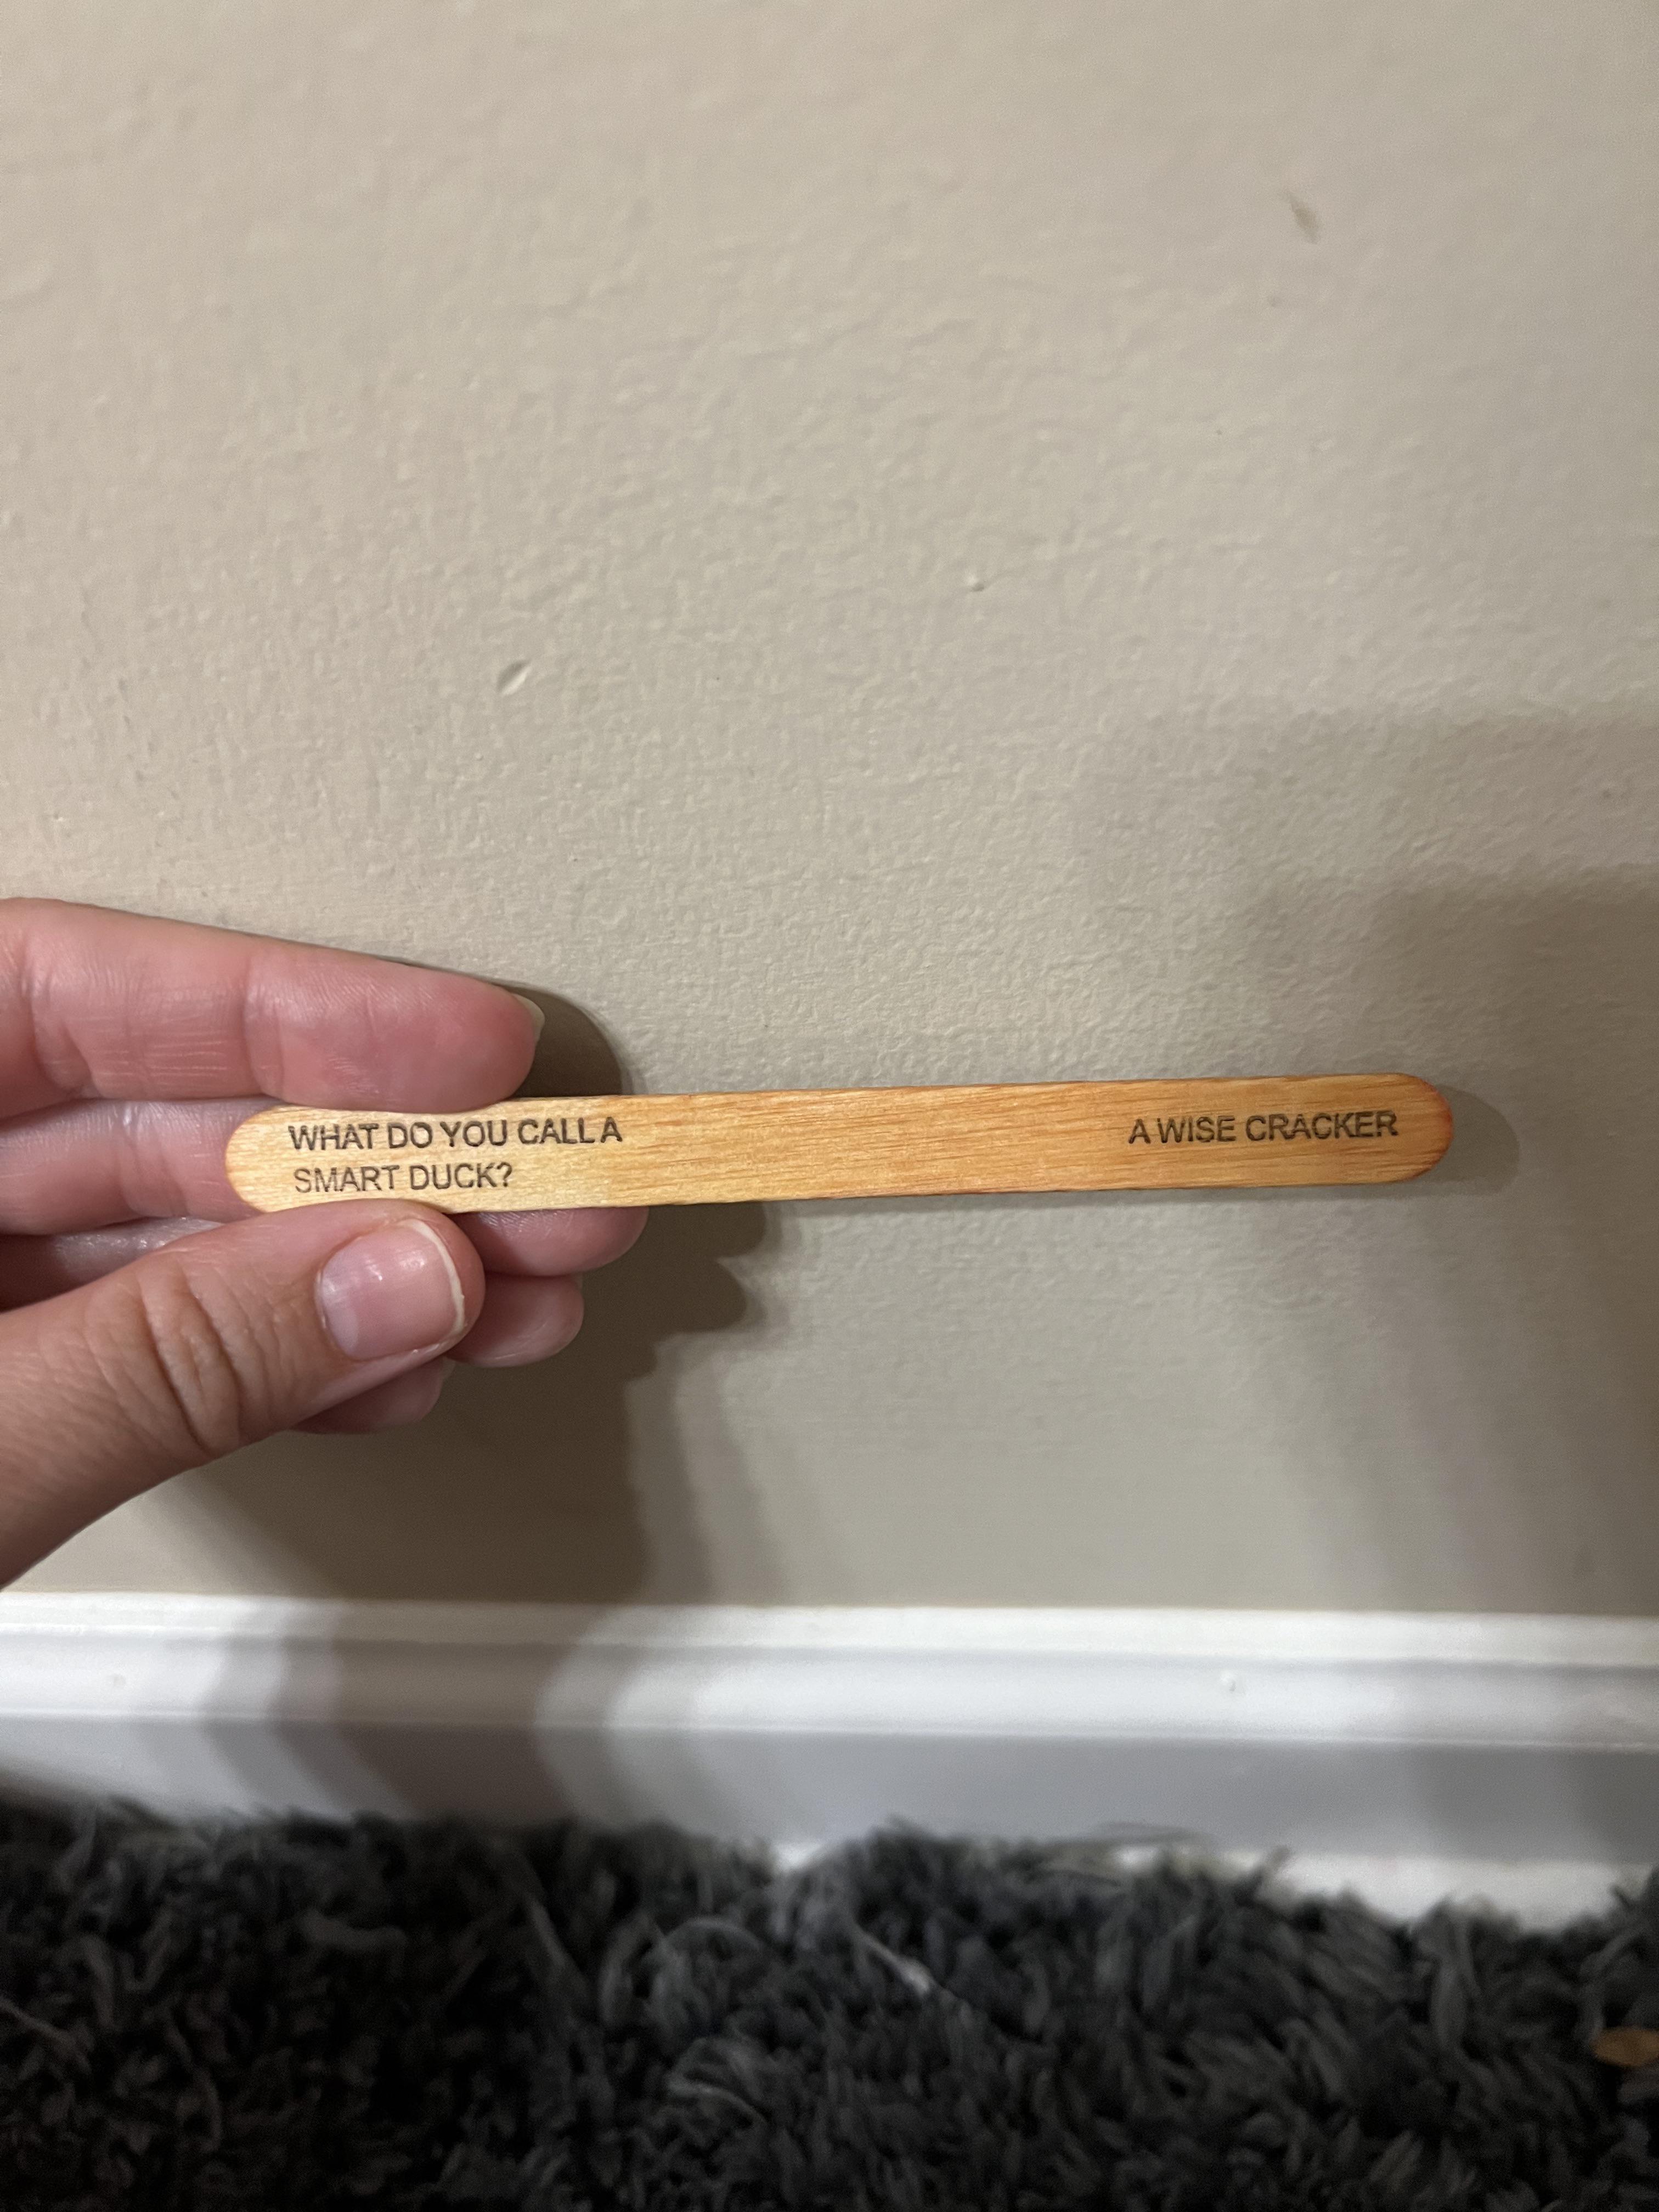 WHAT DO YOU CALL A
SMART DUCK?
A WISE CRACKER